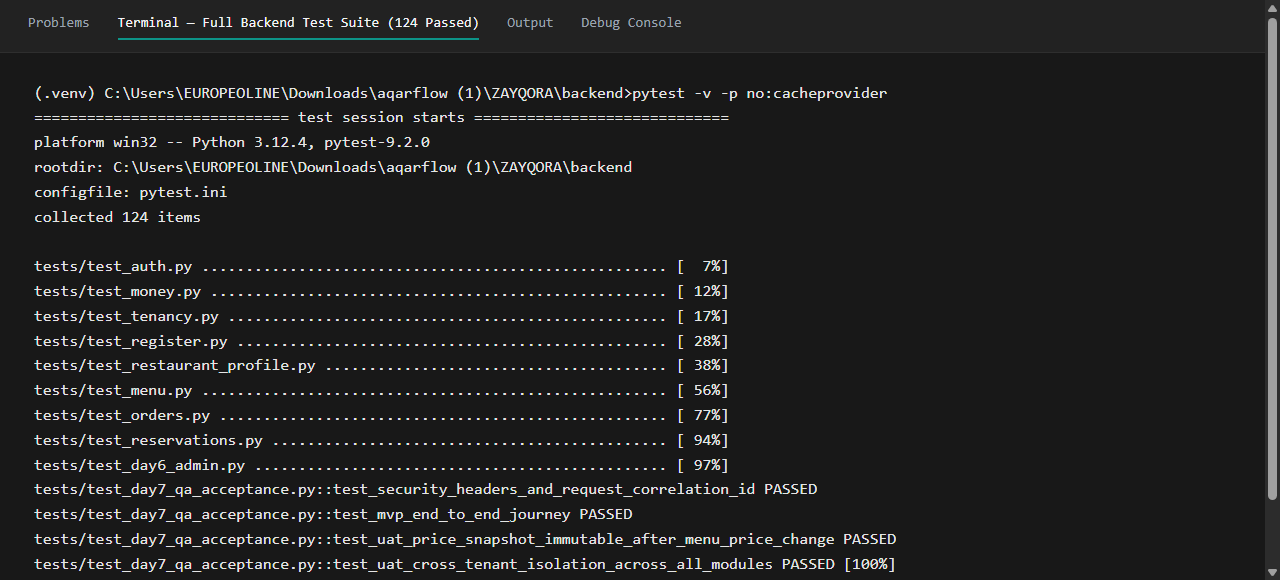 Problems Terminal — Full Backend Test Suite (124 Passed) Output Debug Console
(.venv) C:\Users\EUROPEOLINE\Downloads\aqarflow (1)\ZAYQORA\backend>pytest -v -p no:cacheprovider
============================= test session starts =============================
platform win32 -- Python 3.12.4, pytest-9.2.0
rootdir: C:\Users\EUROPEOLINE\Downloads\aqarflow (1)\ZAYQORA\backend
configfile: pytest.ini
collected 124 items
tests/test_auth.py ..................................................... [  7%]
tests/test_money.py .................................................... [ 12%]
tests/test_tenancy.py .................................................. [ 17%]
tests/test_register.py ................................................. [ 28%]
tests/test_restaurant_profile.py ....................................... [ 38%]
tests/test_menu.py ..................................................... [ 56%]
tests/test_orders.py ................................................... [ 77%]
tests/test_reservations.py ............................................. [ 94%]
tests/test_day6_admin.py ............................................... [ 97%]
tests/test_day7_qa_acceptance.py::test_security_headers_and_request_correlation_id PASSED
tests/test_day7_qa_acceptance.py::test_mvp_end_to_end_journey PASSED
tests/test_day7_qa_acceptance.py::test_uat_price_snapshot_immutable_after_menu_price_change PASSED
tests/test_day7_qa_acceptance.py::test_uat_cross_tenant_isolation_across_all_modules PASSED [100%]